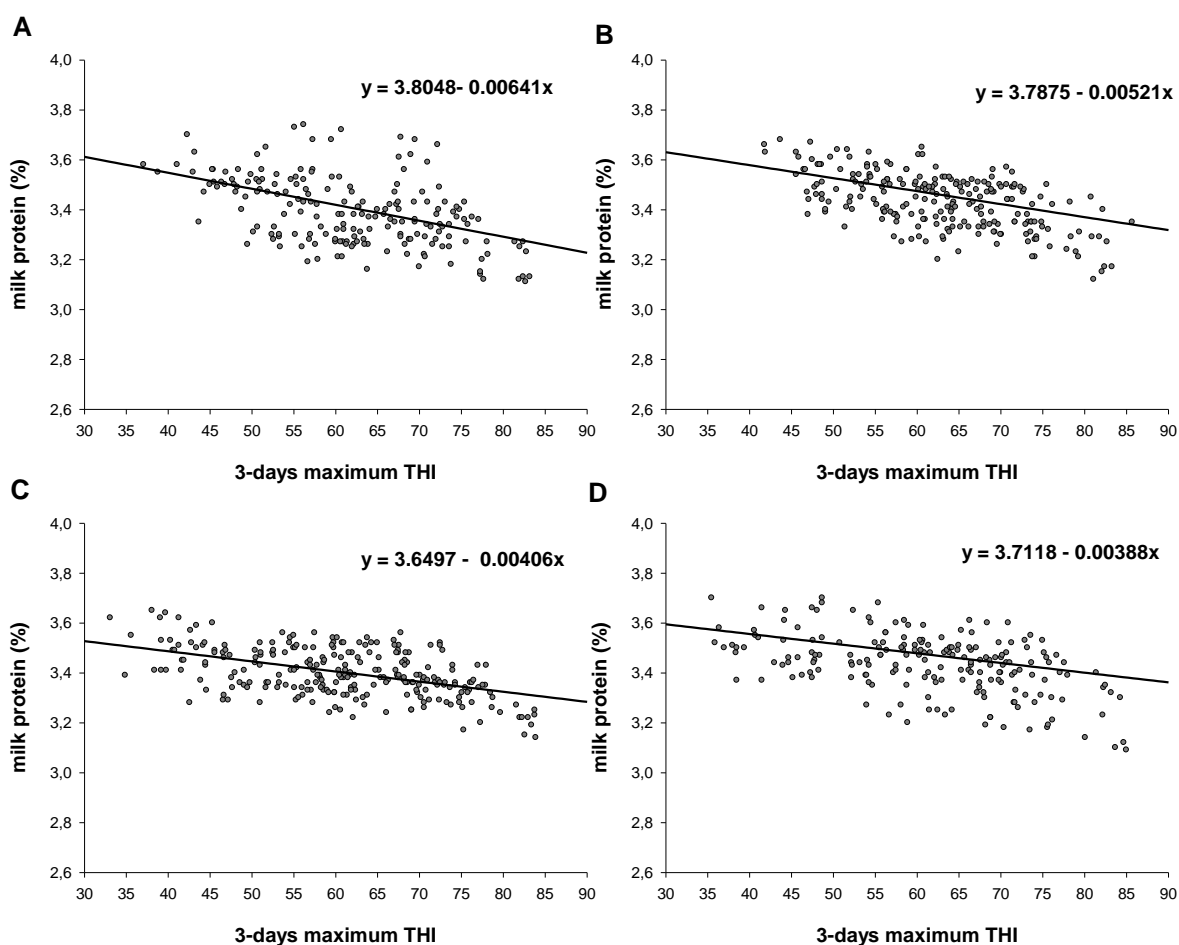 A
y = 3.8048- 0.00641x
milk protein (%)
4,0
3,8
3,6
3,4
3,2
3,0
2,8
2,6
30 35 40 45 50 55 60 65 70 75 80 85 90
3-days maximum THI
B
y = 3.7875 - 0.00521x
milk protein (%)
4,0
3,8
3,6
3,4
3,2
3,0
2,8
2,6
30 35 40 45 50 55 60 65 70 75 80 85 90
3-days maximum THI
C
y = 3.6497 -  0.00406x
milk protein (%)
4,0
3,8
3,6
3,4
3,2
3,0
2,8
2,6
30 35 40 45 50 55 60 65 70 75 80 85 90
3-days maximum THI
D
y = 3.7118 - 0.00388x
milk protein (%)
4,0
3,8
3,6
3,4
3,2
3,0
2,8
2,6
30 35 40 45 50 55 60 65 70 75 80 85 90
3-days maximum THI